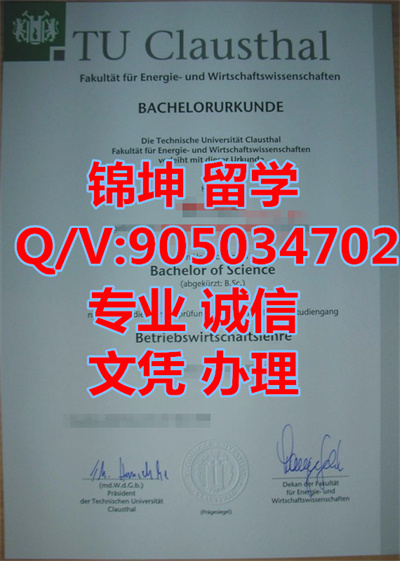 TU Clausthal
Fakultät für Energie- und Wirtschaftswissenschaften
BACHELORURKUNDE
Die Technische Universität Clausthal
Fakultät für Energie- und Wirtschaftswissenschaften
verleiht mit dieser Urkunde
锦坤 留学
Q/V:905034702
Bachelor of Science
(abgekürzt: B.Sc.)
专业 诚信
Betriebswirtschaftslehre
文凭 办理
(md.W.d.G.b.)
Präsident
der Technischen Universität
Clausthal
(Prägesiegel)
Dekan der Fakultät
für Energie- und
Wirtschaftswissenschaften